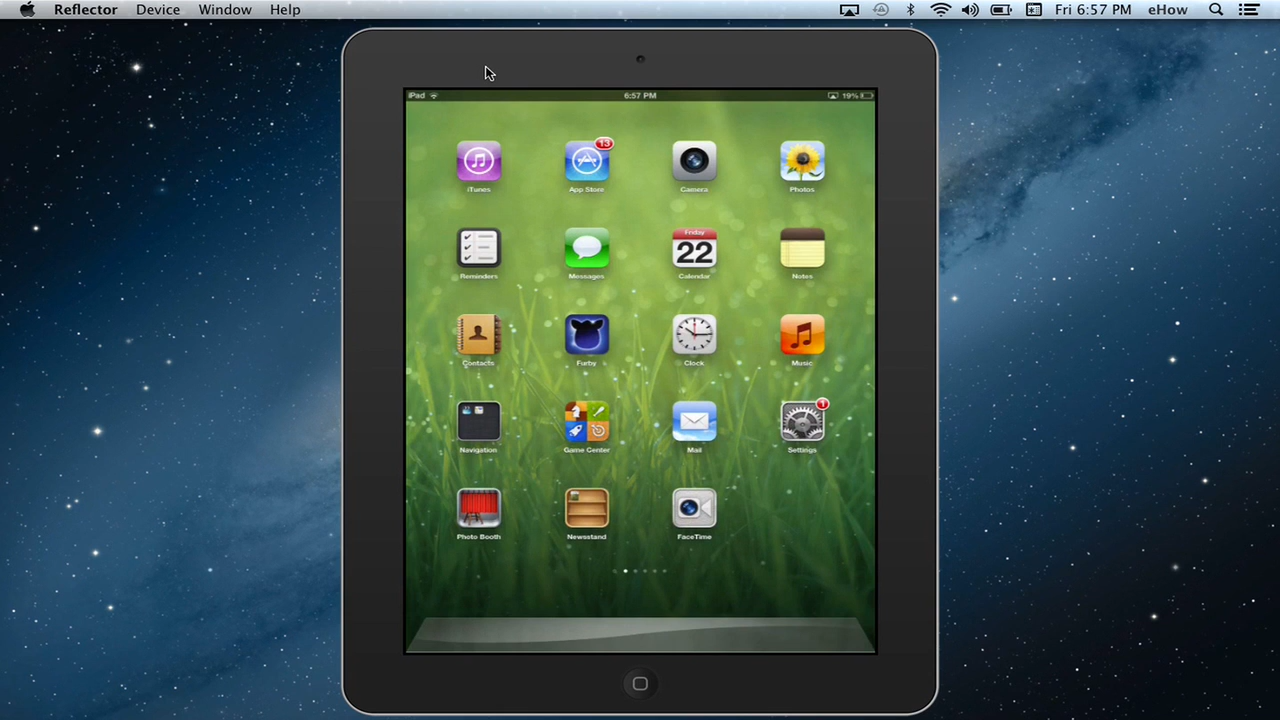 Reflector Device Window Help Fri 6:57 PM eHow
iPad 6:57 PM 19%
iTunes App Store 13 Camera Photos
Reminders Messages Friday 22 Calendar Notes
Contacts Furby Clock Music
Navigation Game Center Mail 1 Settings
Photo Booth Newsstand FaceTime